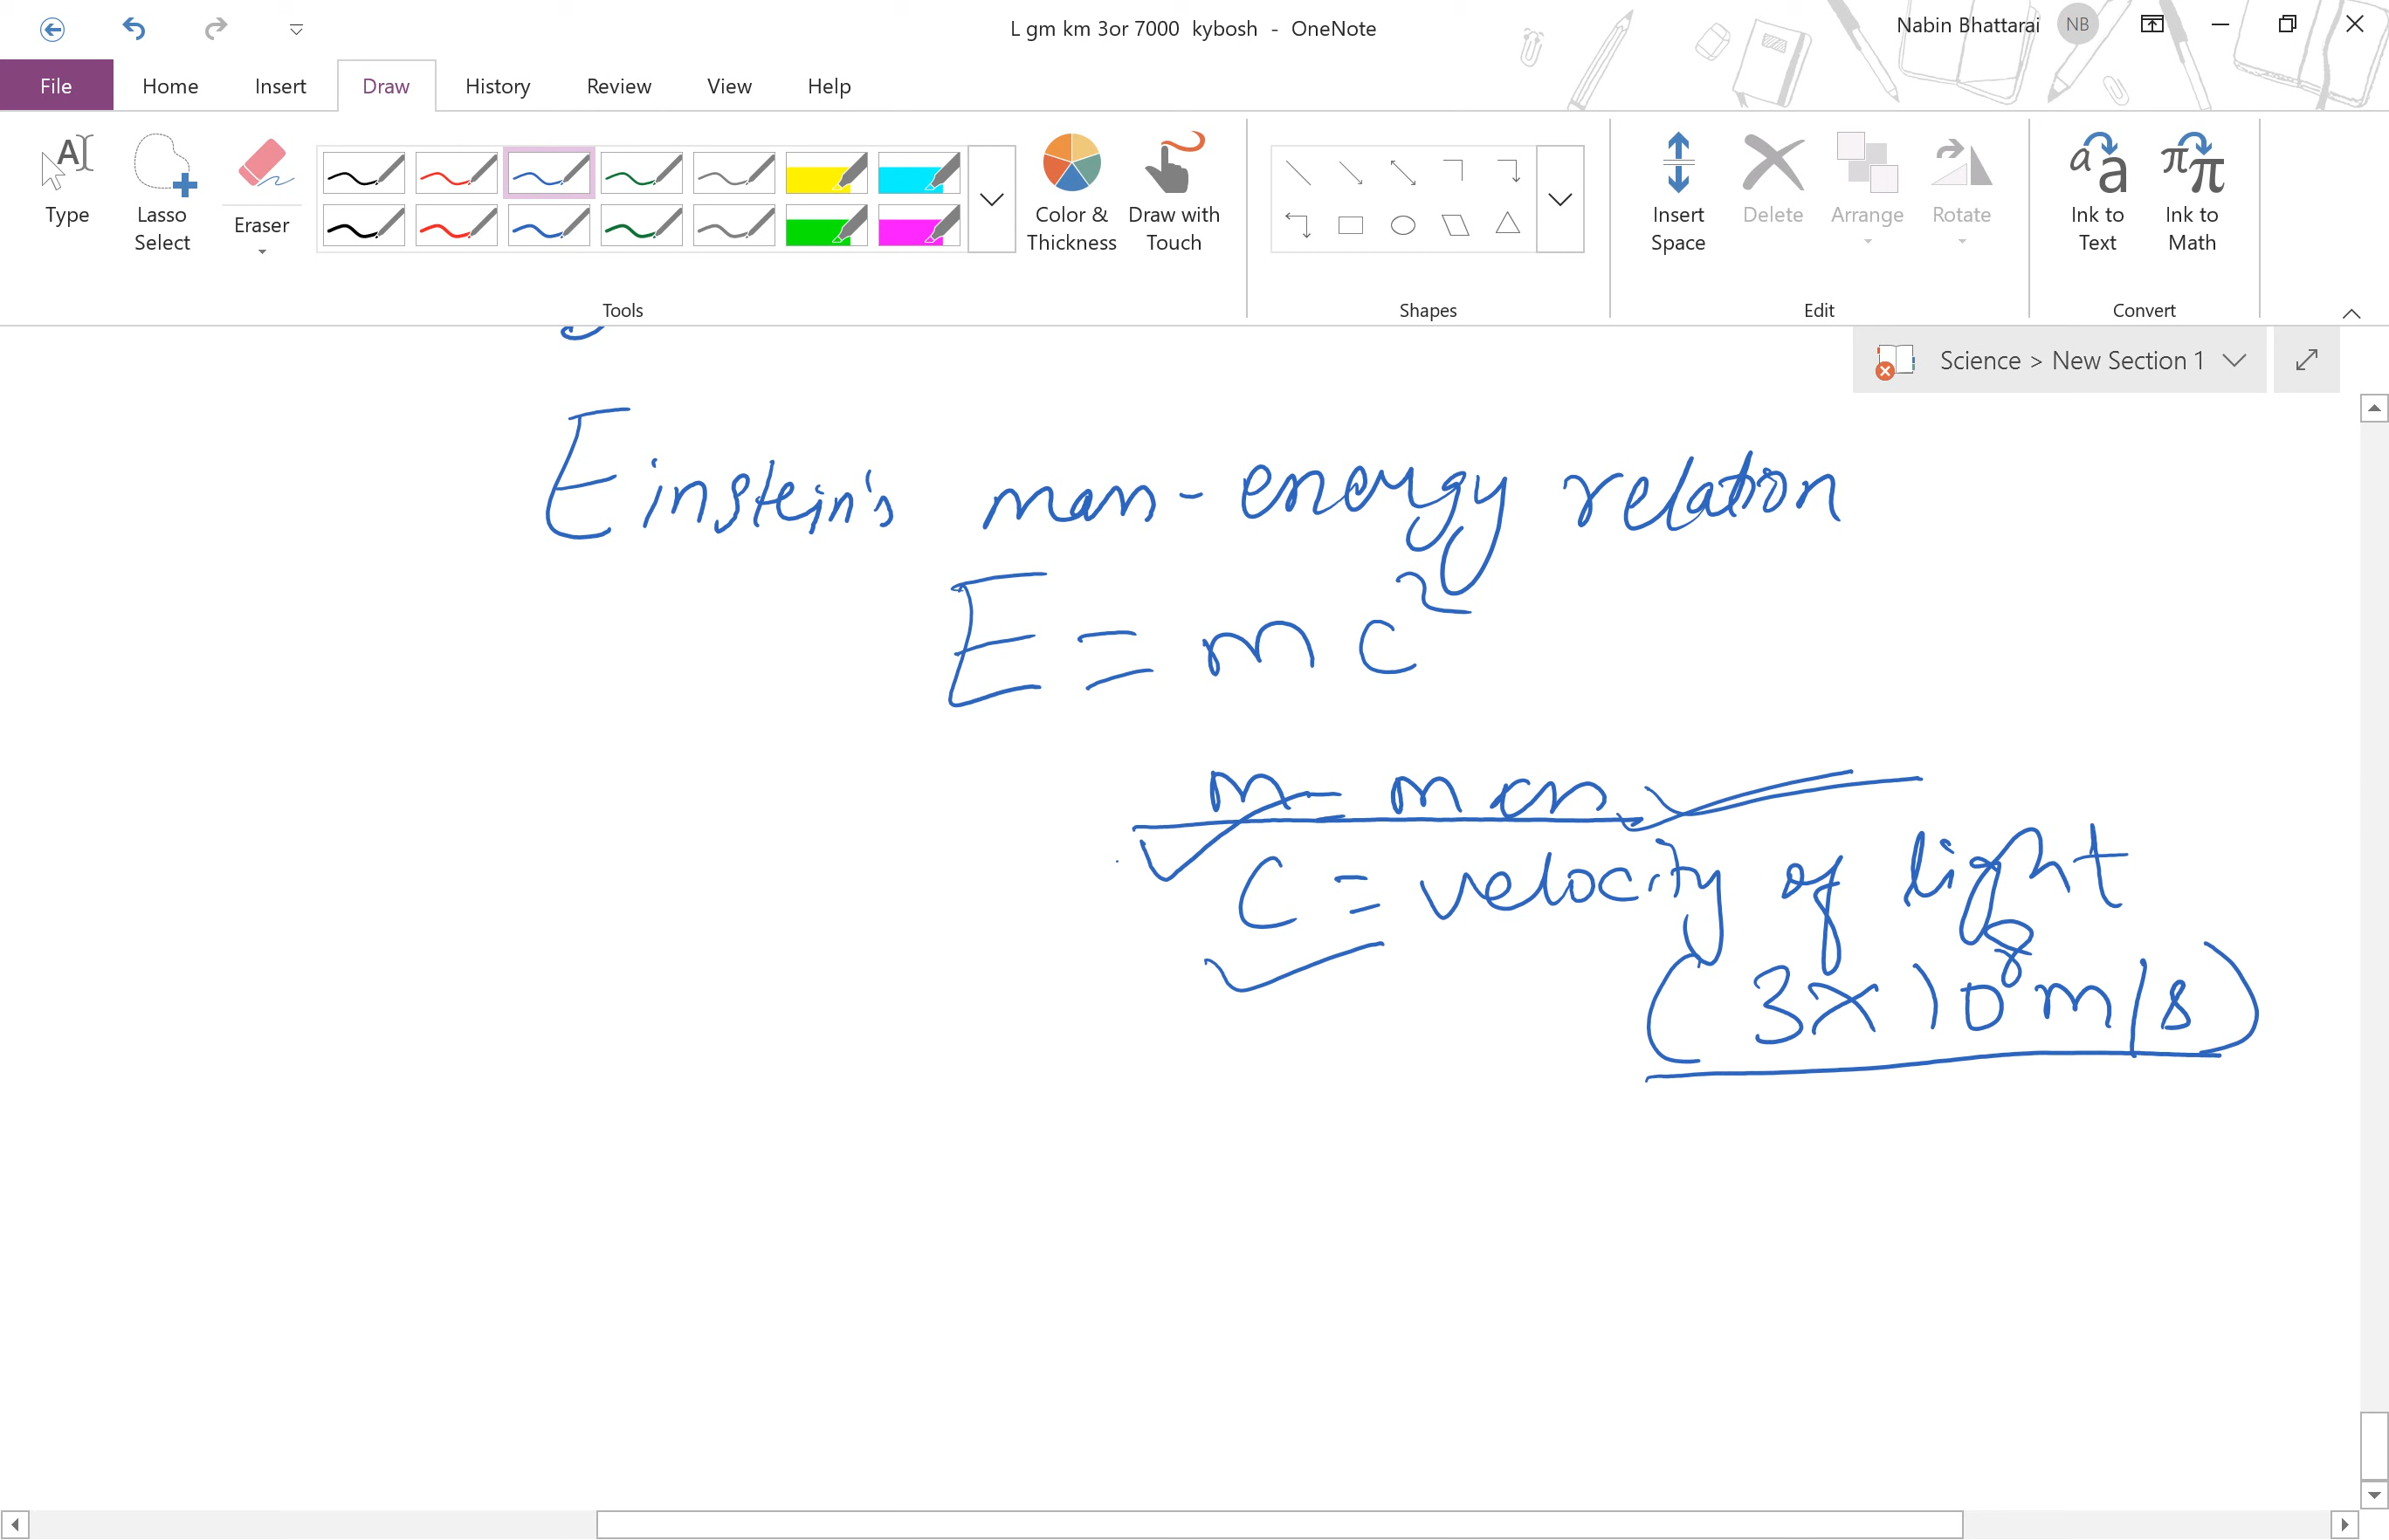 L gm km 3or 7000 kybosh - OneNote
Nabin Bhattarai NB
File Home Insert Draw History Review View Help
Type
Lasso Select
Eraser
Color & Thickness
Draw with Touch
Insert Space
Delete
Arrange
Rotate
Ink to Text
Ink to Math
Tools
Shapes
Edit
Convert
Science > New Section 1
Einstein's mass-energy relation
E = mc²
m = mass
C = velocity of light
(3×10⁸m/s)